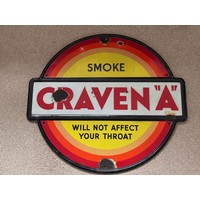 SMOKE
CRAVEN "A"
WILL NOT AFFECT
YOUR THROAT